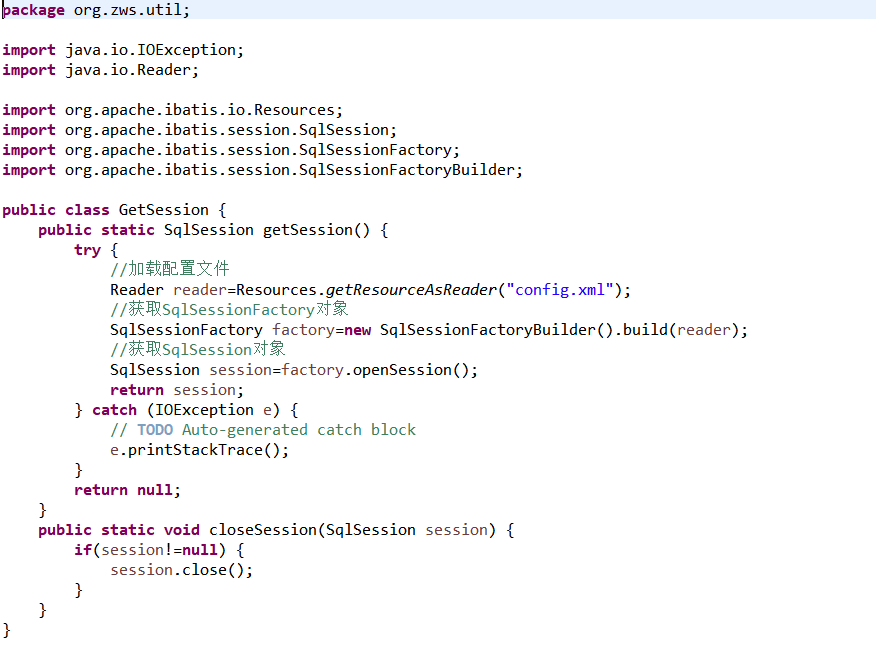 package org.zws.util;

import java.io.IOException;
import java.io.Reader;

import org.apache.ibatis.io.Resources;
import org.apache.ibatis.session.SqlSession;
import org.apache.ibatis.session.SqlSessionFactory;
import org.apache.ibatis.session.SqlSessionFactoryBuilder;

public class GetSession {
    public static SqlSession getSession() {
        try {
            //加载配置文件
            Reader reader=Resources.getResourceAsReader("config.xml");
            //获取SqlSessionFactory对象
            SqlSessionFactory factory=new SqlSessionFactoryBuilder().build(reader);
            //获取SqlSession对象
            SqlSession session=factory.openSession();
            return session;
        } catch (IOException e) {
            // TODO Auto-generated catch block
            e.printStackTrace();
        }
        return null;
    }
    public static void closeSession(SqlSession session) {
        if(session!=null) {
            session.close();
        }
    }
}